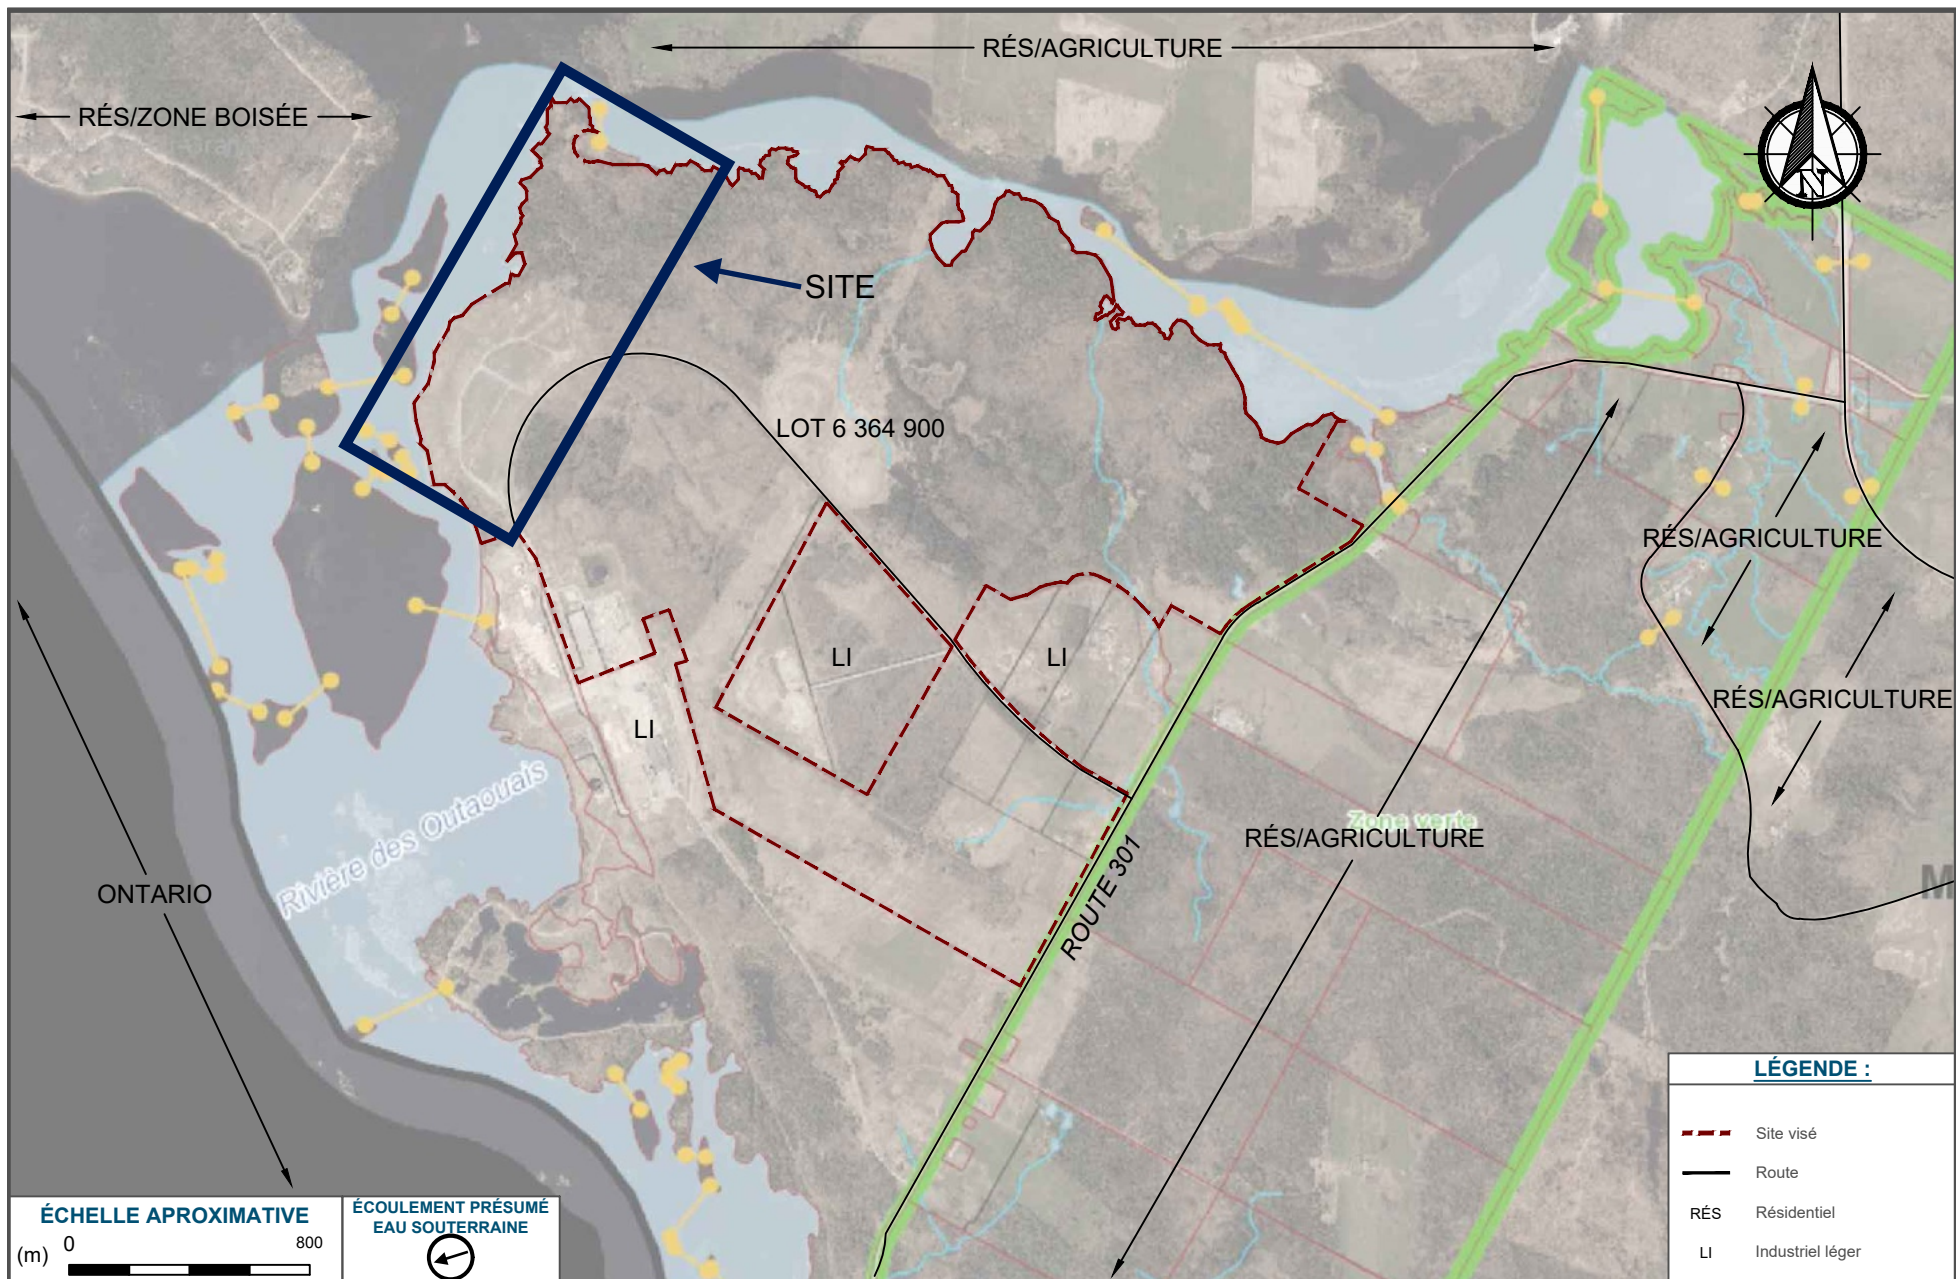 RÉS/AGRICULTURE
RÉS/ZONE BOISÉE
N
SITE
LOT 6 364 900
RÉS/AGRICULTURE
LI
LI
RÉS/AGRICULTURE
LI
Zone verte
RÉS/AGRICULTURE
Rivière des Outaouais
ROUTE 301
ONTARIO
M
LÉGENDE :
Site visé
Route
RÉS Résidentiel
LI Industriel léger
ÉCHELLE APROXIMATIVE
(m) 0 800
ÉCOULEMENT PRÉSUMÉ
EAU SOUTERRAINE